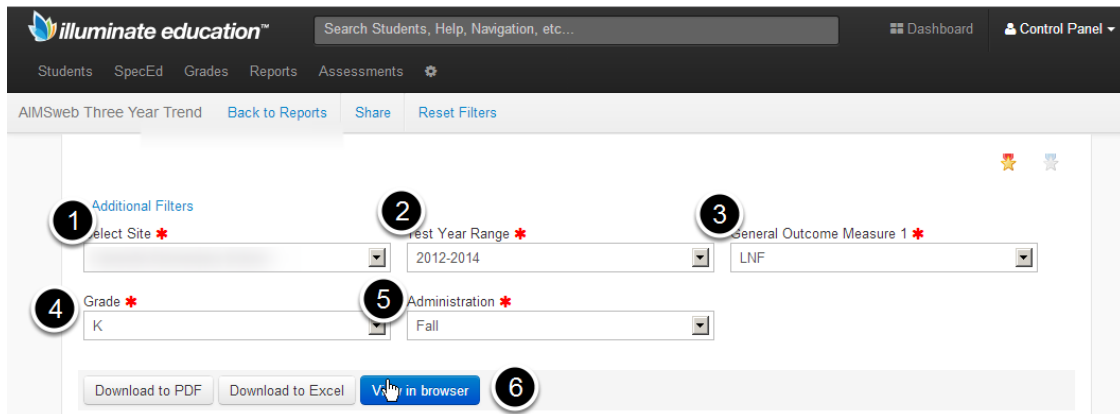 illuminate education™ Search Students, Help, Navigation, etc... Dashboard Control Panel
Students SpecEd Grades Reports Assessments
AIMSweb Three Year Trend Back to Reports Share Reset Filters
Additional Filters
1 2 3
elect Site * Test Year Range * General Outcome Measure 1 *
2012-2014 LNF
4 Grade * 5 Administration *
K Fall
Download to PDF Download to Excel View in browser 6